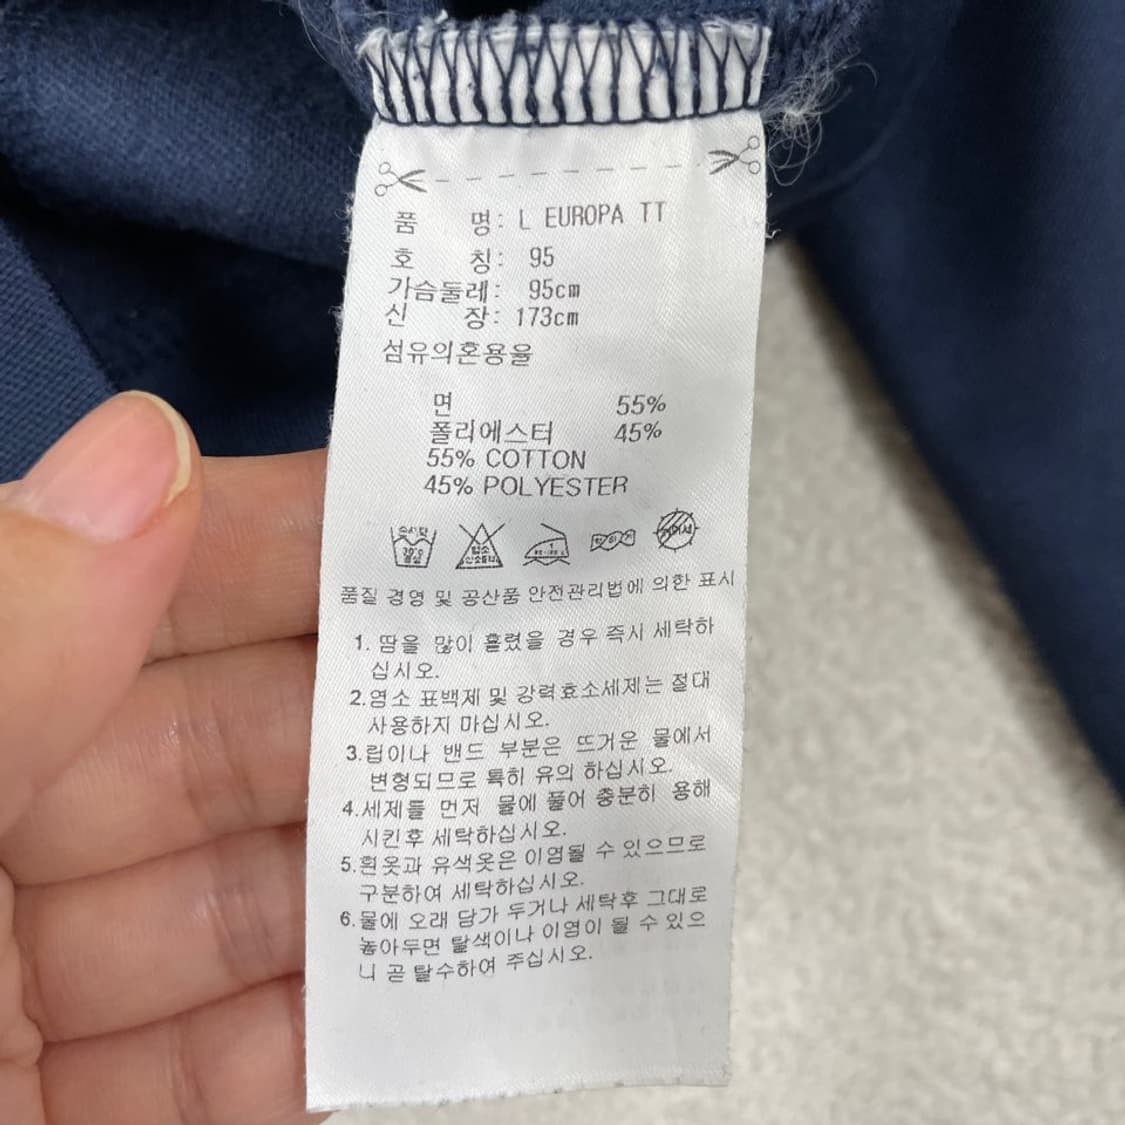 품 명: L EUROPA TT
호 칭: 95
가슴둘레: 95cm
신 장: 173cm
섬유의혼용율
면 55%
폴리에스터 45%
55% COTTON
45% POLYESTER
품질 경영 및 공산품 안전관리법에 의한 표시
1. 땀을 많이 흘렸을 경우 즉시 세탁하
십시오.
2.염소 표백제 및 강력효소세제는 절대
사용하지 마십시오.
3.립이나 밴드 부분은 뜨거운 물에서
변형되므로 특히 유의 하십시오.
4.세제를 먼저 물에 풀어 충분히 용해
시킨후 세탁하십시오.
5.흰옷과 유색옷은 이염될 수 있으므로
구분하여 세탁하십시오.
6.물에 오래 담가 두거나 세탁후 그대로
놓아두면 탈색이나 이염이 될 수 있으
니 곧 탈수하여 주십시오.